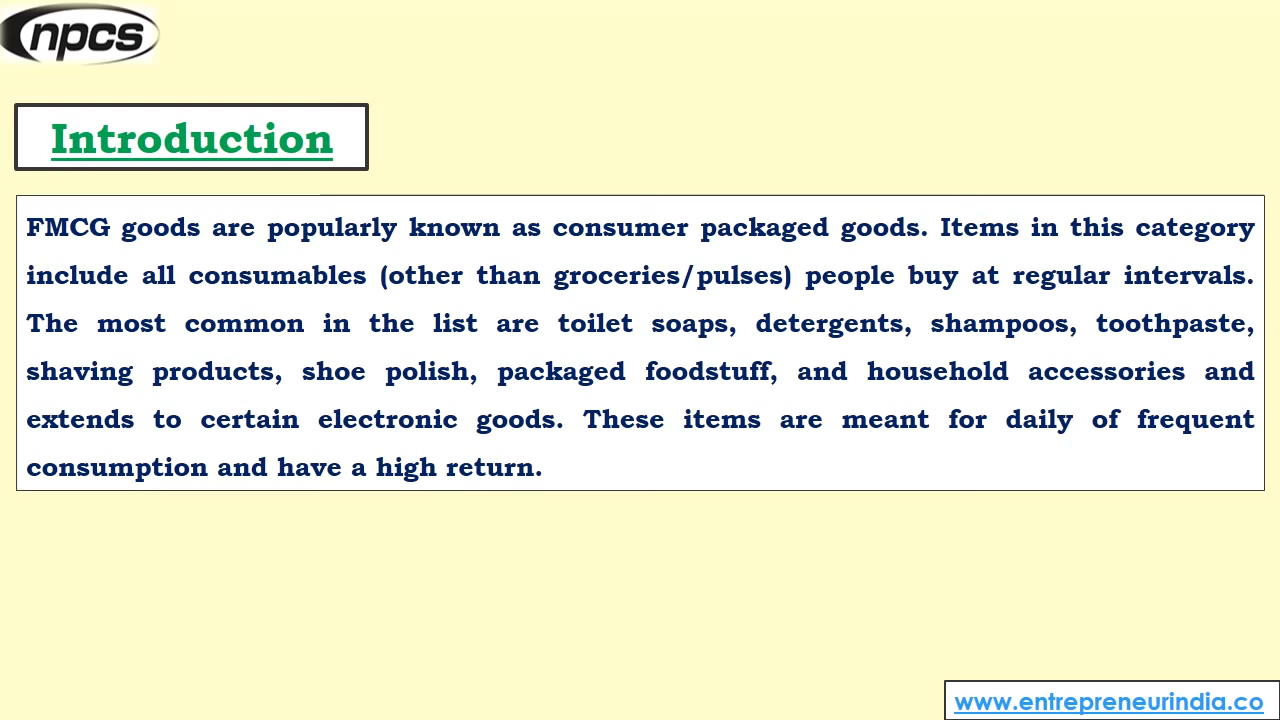 npcs
Introduction
FMCG goods are popularly known as consumer packaged goods. Items in this category
include all consumables (other than groceries/pulses) people buy at regular intervals.
The most common in the list are toilet soaps, detergents, shampoos, toothpaste,
shaving products, shoe polish, packaged foodstuff, and household accessories and
extends to certain electronic goods. These items are meant for daily of frequent
consumption and have a high return.
www.entrepreneurindia.co